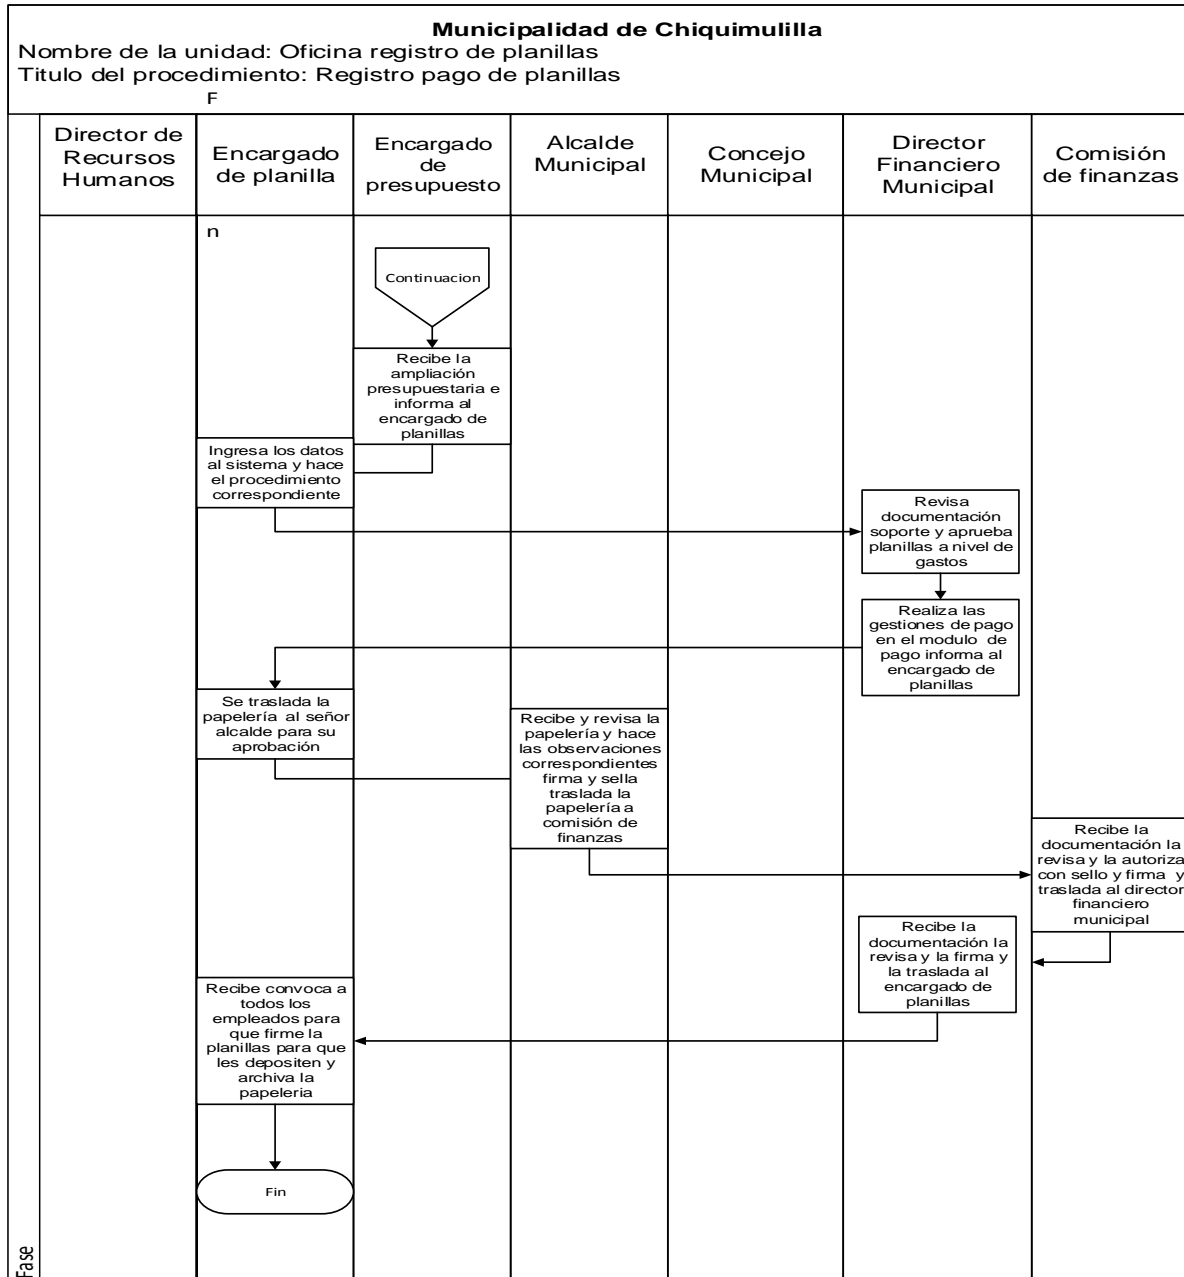 Municipalidad de Chiquimulilla
Nombre de la unidad: Oficina registro de planillas
Titulo del procedimiento: Registro pago de planillas
F
Director de
Recursos
Humanos
Encargado
de planilla
Encargado
de
presupuesto
Alcalde
Municipal
Concejo
Municipal
Director
Financiero
Municipal
Comisión
de finanzas
n
Continuacion
Recibe la
ampliación
presupuestaria e
informa al
encargado de
planillas
Ingresa los datos
al sistema y hace
el procedimiento
correspondiente
Revisa
documentación
soporte y aprueba
planillas a nivel de
gastos
Realiza las
gestiones de pago
en el modulo de
pago informa al
encargado de
planillas
Se traslada la
papelería al señor
alcalde para su
aprobación
Recibe y revisa la
papelería y hace
las observaciones
correspondientes
firma y sella
traslada la
papelería a
comisión de
finanzas
Recibe la
documentación la
revisa y la autoriza
con sello y firma y
traslada al director
financiero
municipal
Recibe la
documentación la
revisa y la firma y
la traslada al
encargado de
planillas
Recibe convoca a
todos los
empleados para
que firme la
planillas para que
les depositen y
archiva la
papeleria
Fin
Fase